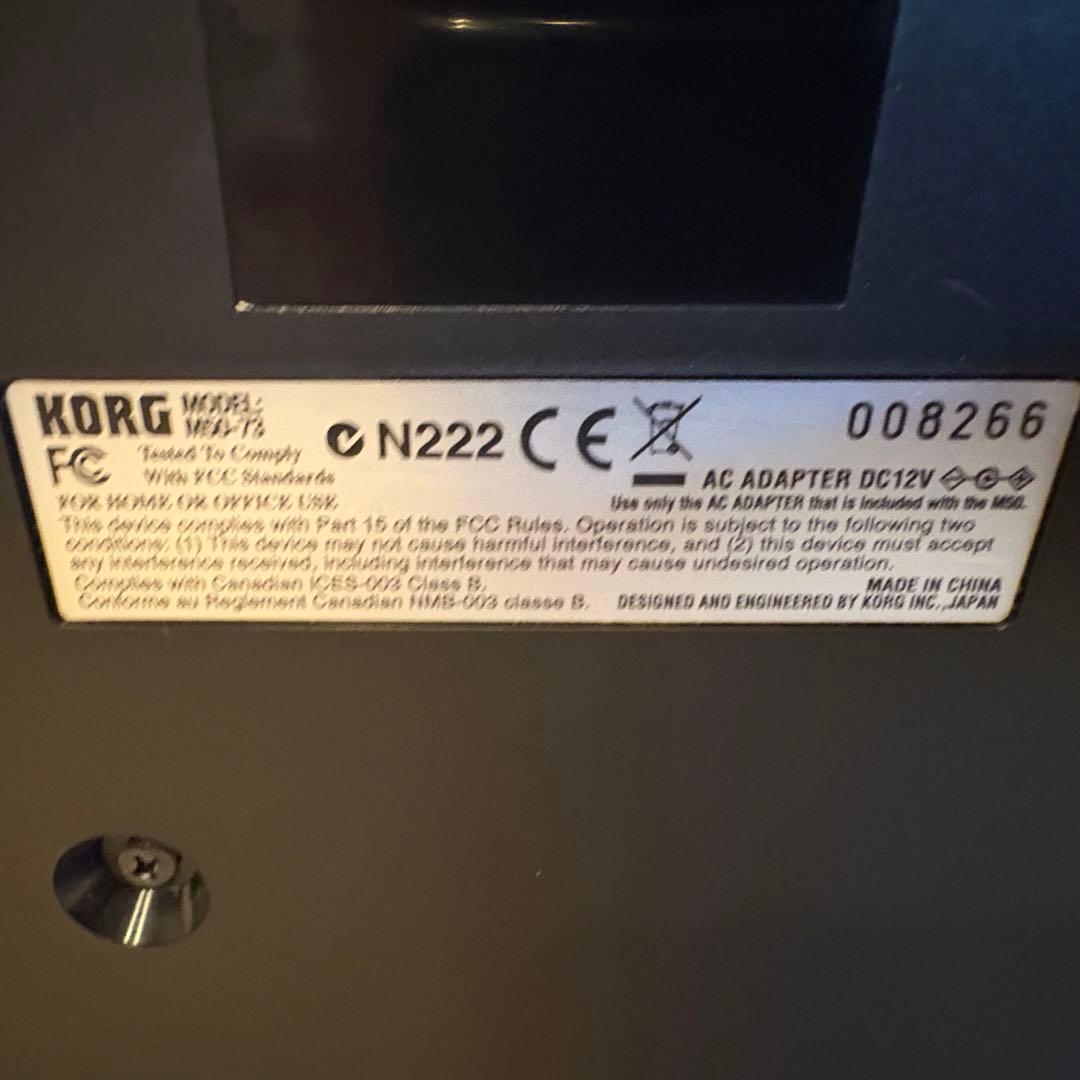 KORG MODEL: M50-73
N222 CE
008266
FC Tested To Comply
With FCC Standards
FOR HOME OR OFFICE USE
AC ADAPTER DC12V
Use only the AC ADAPTER that is included with the M50.
This device complies with Part 15 of the FCC Rules. Operation is subject to the following two
conditions: (1) This device may not cause harmful interference, and (2) this device must accept
any interference received, including interference that may cause undesired operation.
Complies with Canadian ICES-003 Class B.
Conforme au Reglement Canadian NMB-003 classe B.
MADE IN CHINA
DESIGNED AND ENGINEERED BY KORG INC., JAPAN